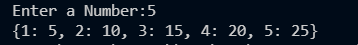 Enter a Number:5
{1: 5, 2: 10, 3: 15, 4: 20, 5: 25}